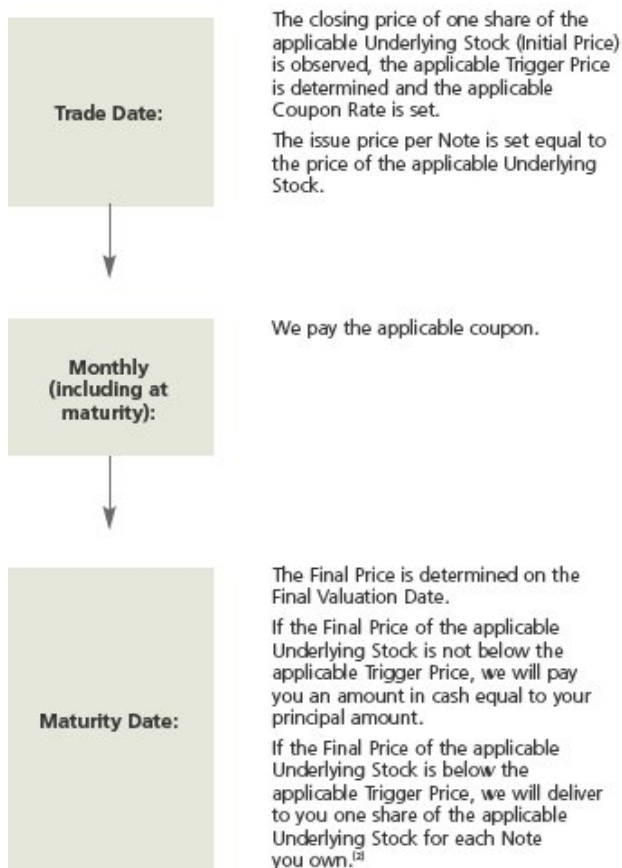 Trade Date:
The closing price of one share of the
applicable Underlying Stock (Initial Price)
is observed, the applicable Trigger Price
is determined and the applicable
Coupon Rate is set.
The issue price per Note is set equal to
the price of the applicable Underlying
Stock.
Monthly
(including at
maturity):
We pay the applicable coupon.
Maturity Date:
The Final Price is determined on the
Final Valuation Date.
If the Final Price of the applicable
Underlying Stock is not below the
applicable Trigger Price, we will pay
you an amount in cash equal to your
principal amount.
If the Final Price of the applicable
Underlying Stock is below the
applicable Trigger Price, we will deliver
to you one share of the applicable
Underlying Stock for each Note
you own.[2]